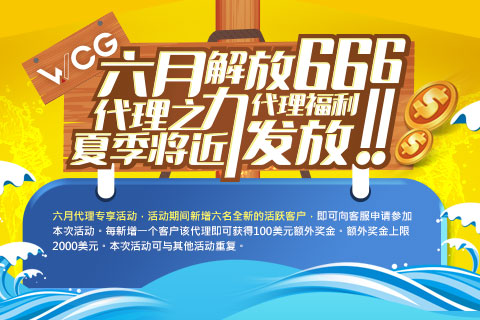 WCG
六月解放666
代理之力代理福利
夏季将近发放!!
六月代理专享活动，活动期间新增六名全新的活跃客户，即可向客服申请参加
本次活动。每新增一个客户该代理即可获得100美元额外奖金。额外奖金上限
2000美元。本次活动可与其他活动重复。